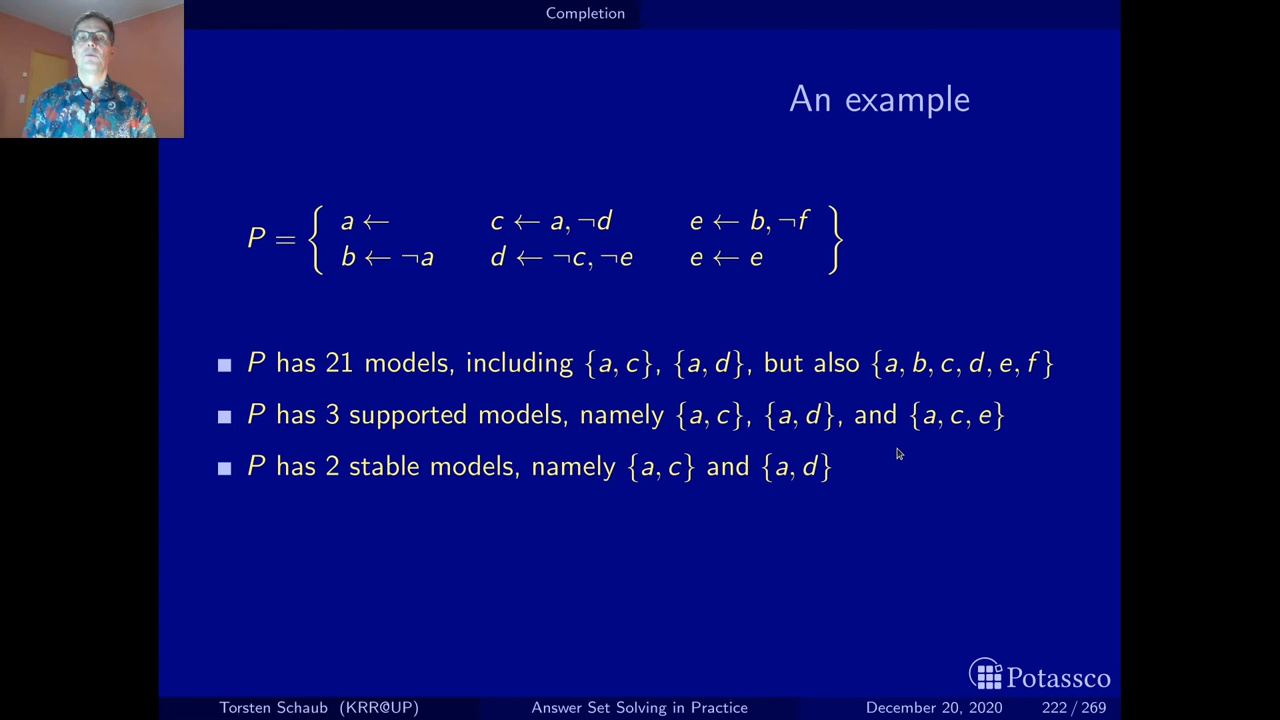 Completion
An example
P = { a ← c ← a, ¬d e ← b, ¬f
b ← ¬a d ← ¬c, ¬e e ← e }
P has 21 models, including {a, c}, {a, d}, but also {a, b, c, d, e, f}
P has 3 supported models, namely {a, c}, {a, d}, and {a, c, e}
P has 2 stable models, namely {a, c} and {a, d}
Potassco
Torsten Schaub (KRR@UP) Answer Set Solving in Practice December 20, 2020 222 / 269